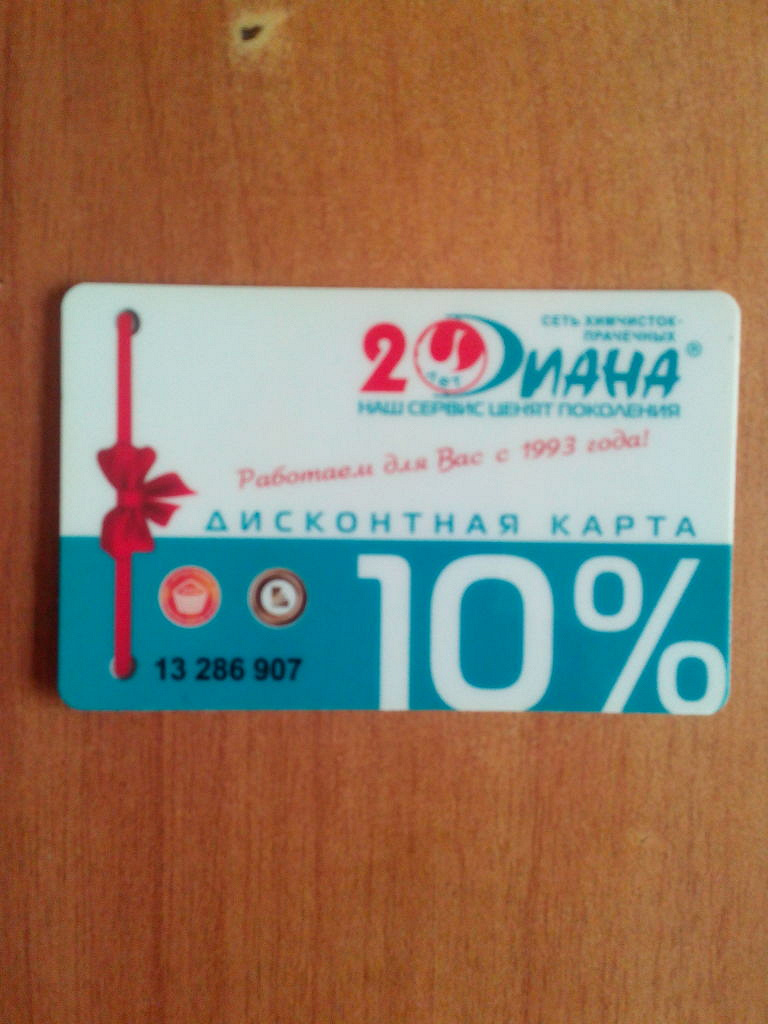 СЕТЬ ХИМЧИСТОК-
ПРАЧЕЧНЫХ
20 лет Диана®
НАШ СЕРВИС ЦЕНЯТ ПОКОЛЕНИЯ
Работаем для Вас с 1993 года!
ДИСКОНТНАЯ КАРТА
10%
13 286 907